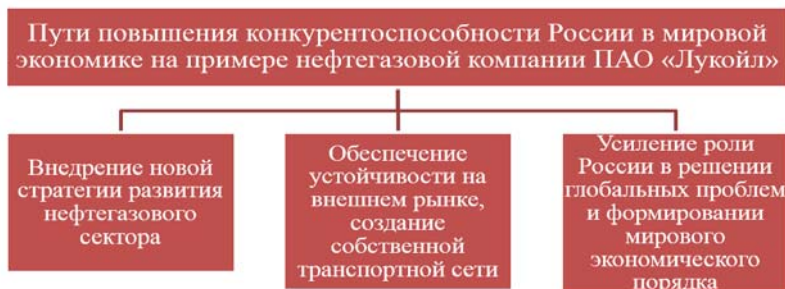 Пути повышения конкурентоспособности России в мировой
экономике на примере нефтегазовой компании ПАО «Лукойл»
Внедрение новой
стратегии развития
нефтегазового
сектора
Обеспечение
устойчивости на
внешнем рынке,
создание
собственной
транспортной сети
Усиление роли
России в решении
глобальных проблем
и формировании
мирового
экономического
порядка